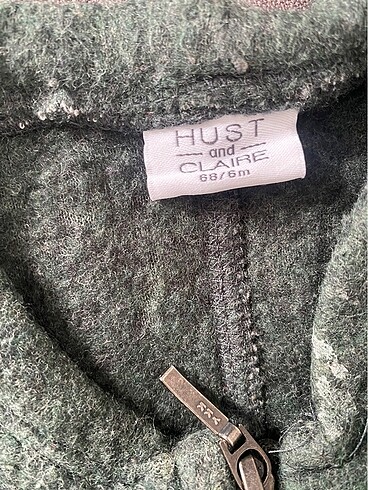 HUST
and
CLAIRE
68/6m